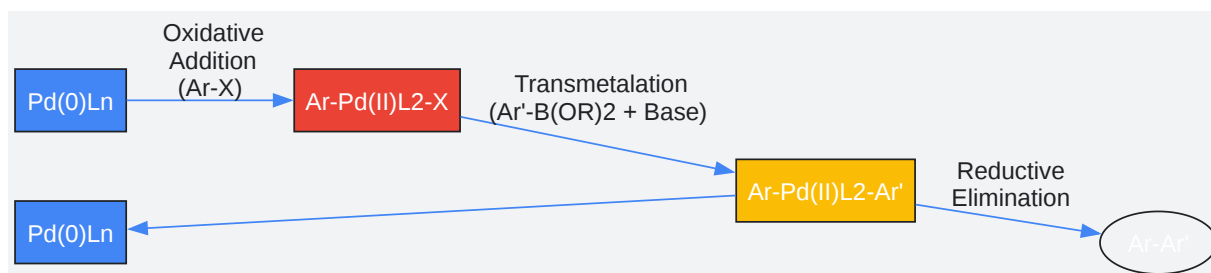 Oxidative
Addition
(Ar-X)
Pd(0)Ln
Ar-Pd(II)L2-X
Transmetalation
(Ar'-B(OR)2 + Base)
Ar-Pd(II)L2-Ar'
Reductive
Elimination
Pd(0)Ln
Ar-Ar'